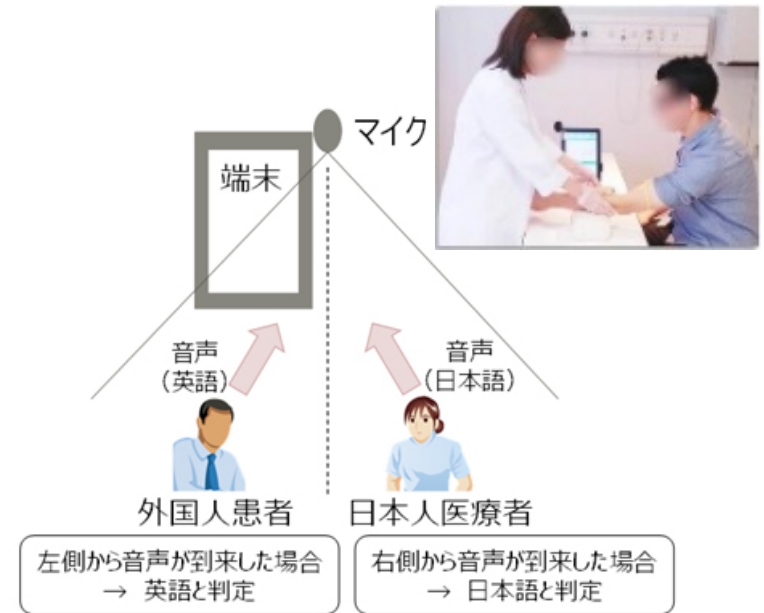 マイク
端末
音声
(英語)
音声
(日本語)
外国人患者
日本人医療者
左側から音声が到来した場合
→ 英語と判定
右側から音声が到来した場合
→ 日本語と判定